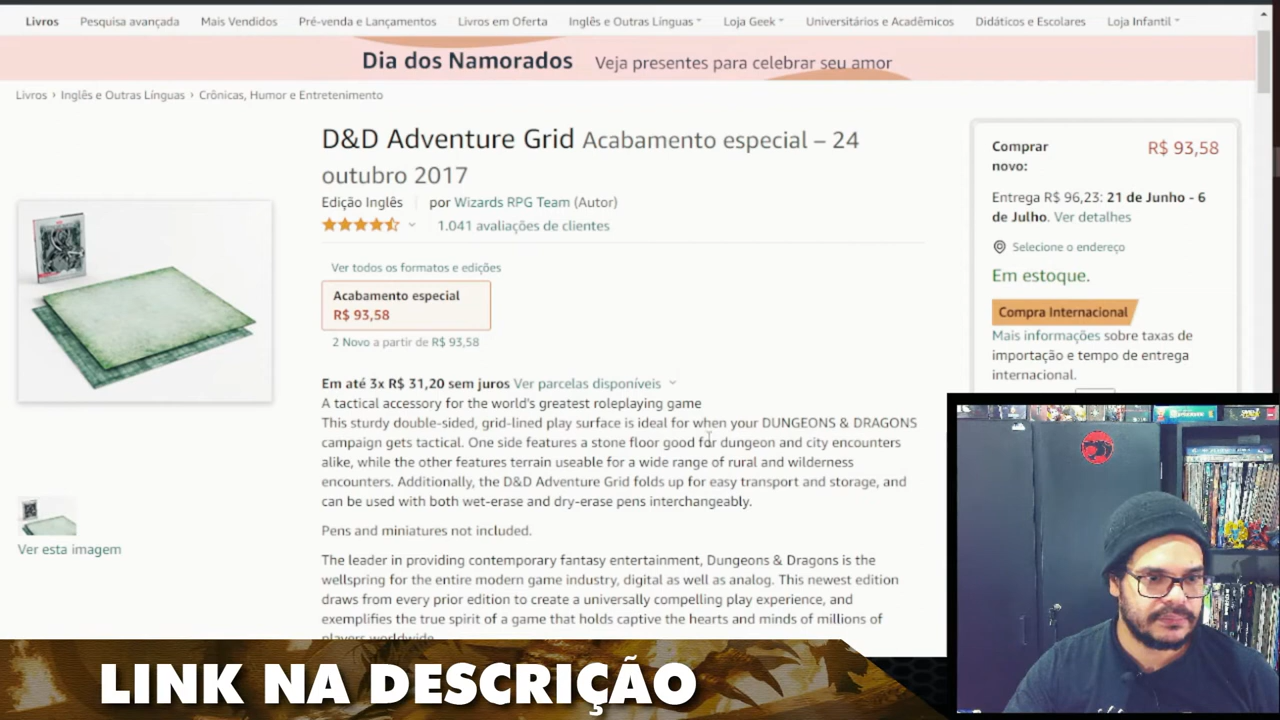 Livros Pesquisa avançada Mais Vendidos Pré-venda e Lançamentos Livros em Oferta Inglês e Outras Línguas Loja Geek Universitários e Acadêmicos Didáticos e Escolares Loja Infantil
Dia dos Namorados Veja presentes para celebrar seu amor
Livros › Inglês e Outras Línguas › Crônicas, Humor e Entretenimento
D&D Adventure Grid Acabamento especial – 24
outubro 2017
Edição Inglês por Wizards RPG Team (Autor)
1.041 avaliações de clientes
Ver todos os formatos e edições
Acabamento especial
R$ 93,58
2 Novo a partir de R$ 93,58
Em até 3x R$ 31,20 sem juros Ver parcelas disponíveis
A tactical accessory for the world's greatest roleplaying game
This sturdy double-sided, grid-lined play surface is ideal for when your DUNGEONS & DRAGONS
campaign gets tactical. One side features a stone floor good for dungeon and city encounters
alike, while the other features terrain useable for a wide range of rural and wilderness
encounters. Additionally, the D&D Adventure Grid folds up for easy transport and storage, and
can be used with both wet-erase and dry-erase pens interchangeably.
Pens and miniatures not included.
The leader in providing contemporary fantasy entertainment, Dungeons & Dragons is the
wellspring for the entire modern game industry, digital as well as analog. This newest edition
draws from every prior edition to create a universally compelling play experience, and
exemplifies the true spirit of a game that holds captive the hearts and minds of millions of
players worldwide.
Ver esta imagem
Comprar
novo:
R$ 93,58
Entrega R$ 96,23: 21 de Junho - 6
de Julho. Ver detalhes
Selecione o endereço
Em estoque.
Compra Internacional
Mais informações sobre taxas de
importação e tempo de entrega
internacional.
LINK NA DESCRIÇÃO